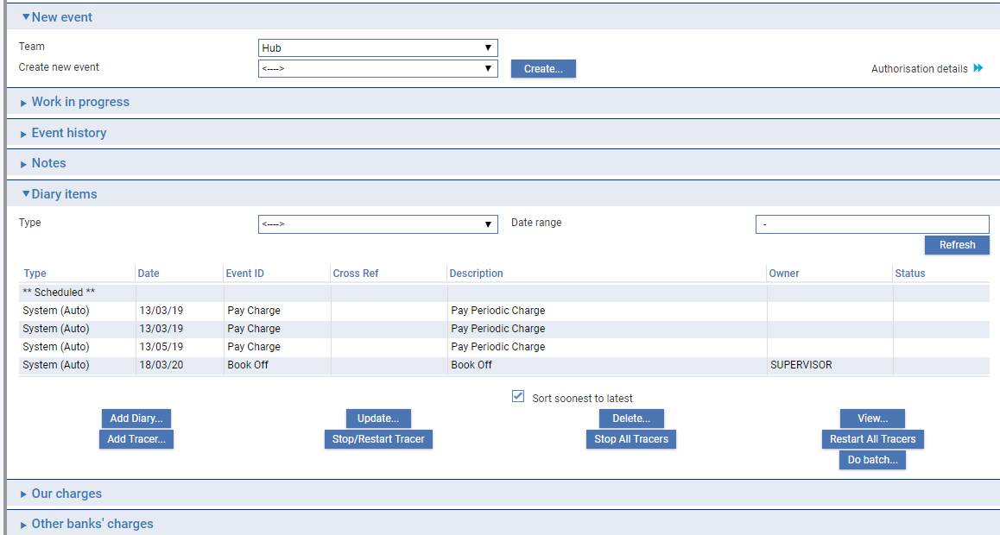 New event
Team Hub
Create new event <----> Create... Authorisation details
Work in progress
Event history
Notes
Diary items
Type <----> Date range -
Refresh
Type Date Event ID Cross Ref Description Owner Status
** Scheduled **
System (Auto) 13/03/19 Pay Charge Pay Periodic Charge
System (Auto) 13/03/19 Pay Charge Pay Periodic Charge
System (Auto) 13/05/19 Pay Charge Pay Periodic Charge
System (Auto) 18/03/20 Book Off Book Off SUPERVISOR
Sort soonest to latest
Add Diary... Update... Delete... View...
Add Tracer... Stop/Restart Tracer Stop All Tracers Restart All Tracers
Do batch...
Our charges
Other banks' charges